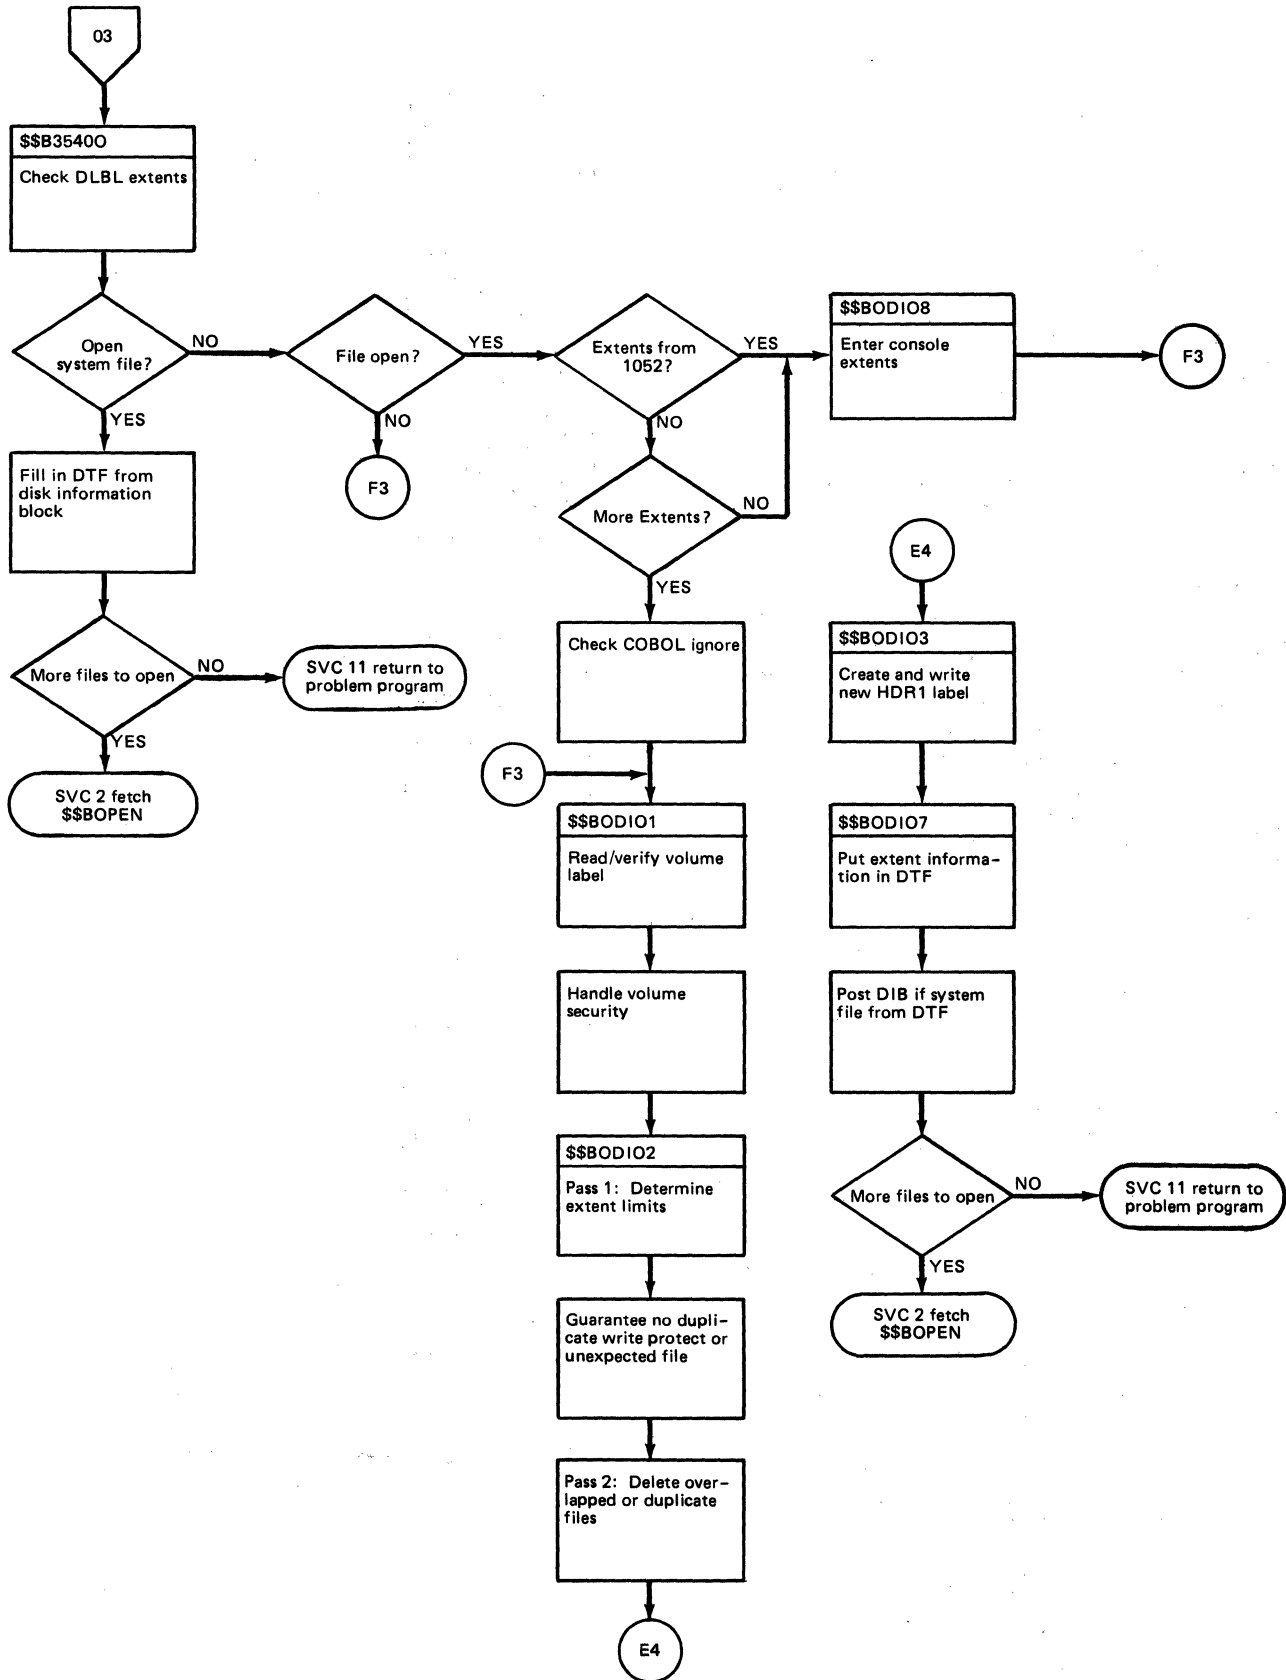 03
$$B3540O
Check DLBL extents
Open
system file?
NO
YES
File open?
YES
NO
F3
Extents from
1052?
YES
NO
$$BODIO8
Enter console
extents
F3
Fill in DTF from
disk information
block
More Extents?
NO
YES
More files to open
NO
SVC 11 return to
problem program
YES
SVC 2 fetch
$$BOPEN
Check COBOL ignore
F3
$$BODIO1
Read/verify volume
label
Handle volume
security
$$BODIO2
Pass 1: Determine
extent limits
Guarantee no dupli-
cate write protect or
unexpected file
Pass 2: Delete over-
lapped or duplicate
files
E4
E4
$$BODIO3
Create and write
new HDR1 label
$$BODIO7
Put extent informa-
tion in DTF
Post DIB if system
file from DTF
More files to open
NO
SVC 11 return to
problem program
YES
SVC 2 fetch
$$BOPEN